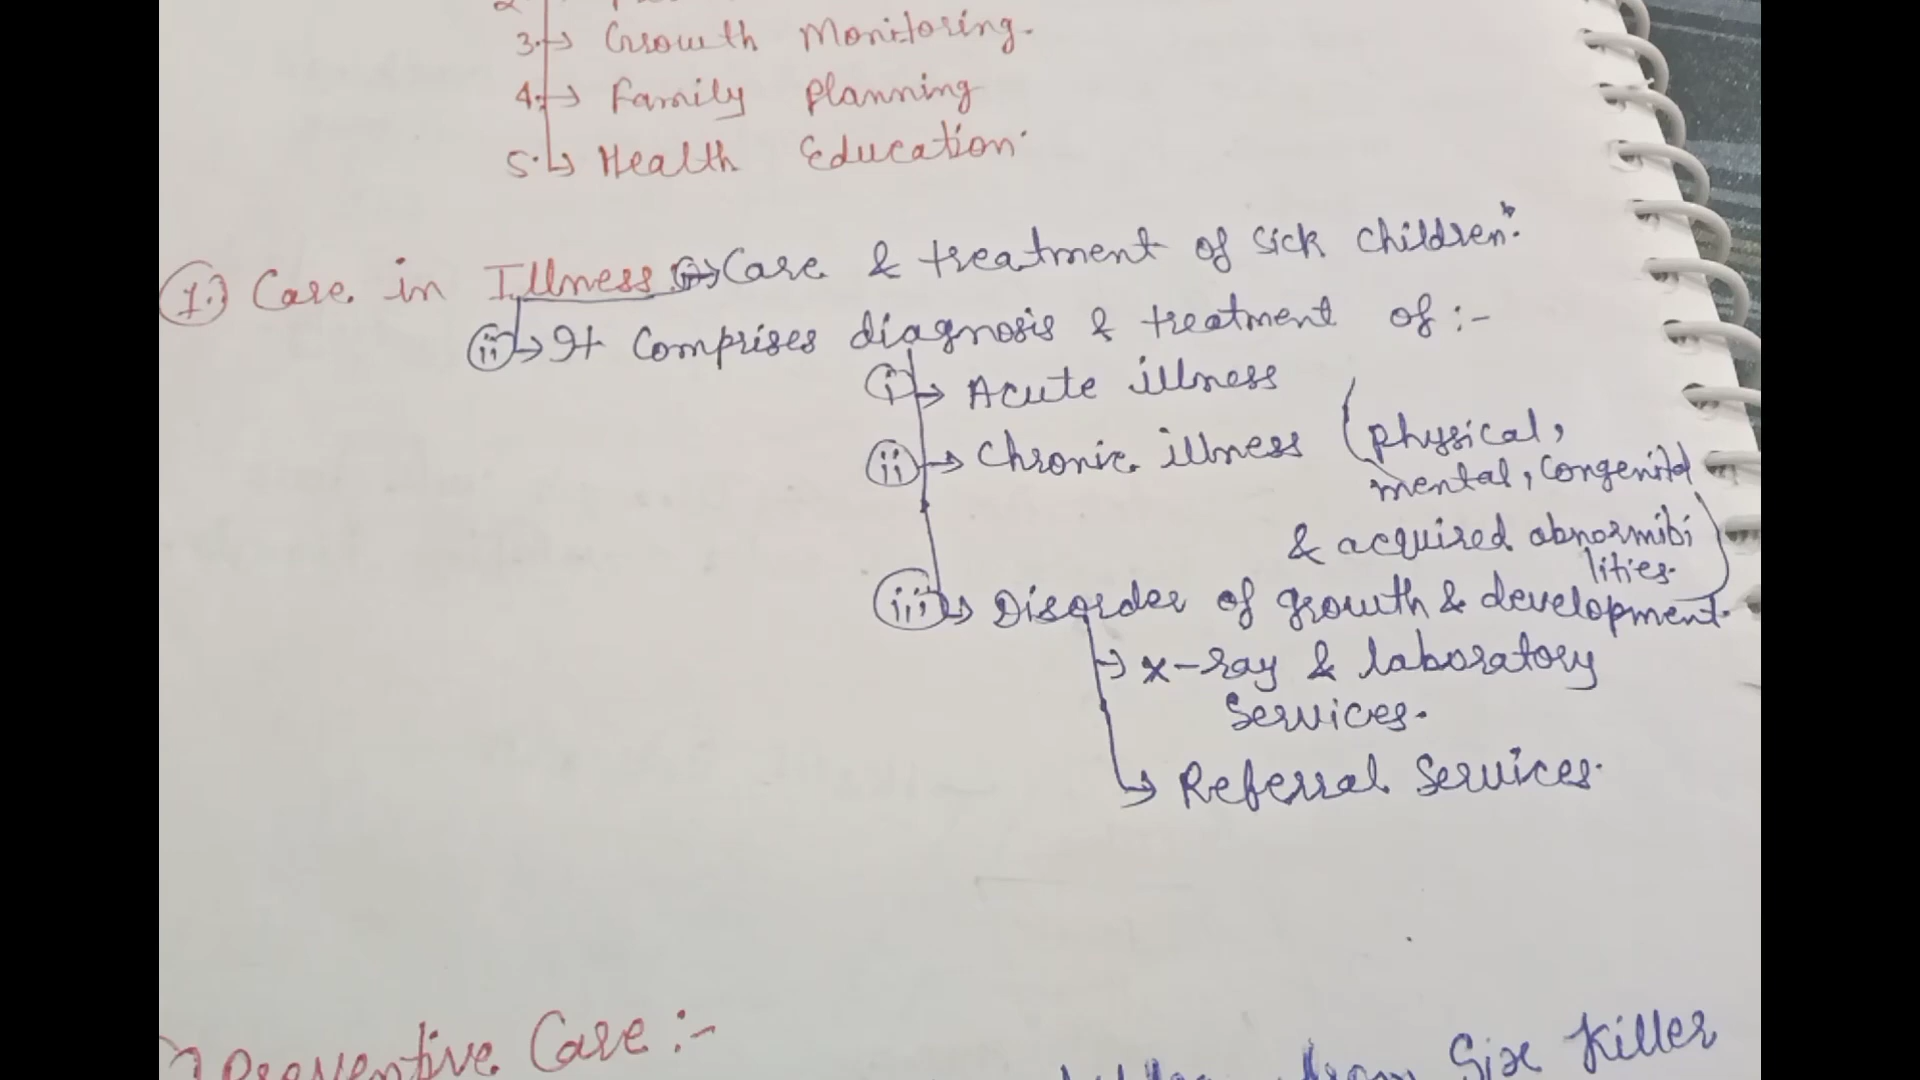 3.→ Growth Monitoring.
4.→ Family planning
5.→ Health Education.
1.) Care in Illness i→ Care & treatment of sick children.
ii→ It Comprises diagnosis & treatment of :-
i→ Acute illness
ii→ Chronic illness (physical,
mental, Congenital
& acquired abnormibi
lities.)
iii→ Disorder of growth & development.
→ x-ray & laboratory
Services.
→ Referral Services.
Preventive Care :-
from Six Killer